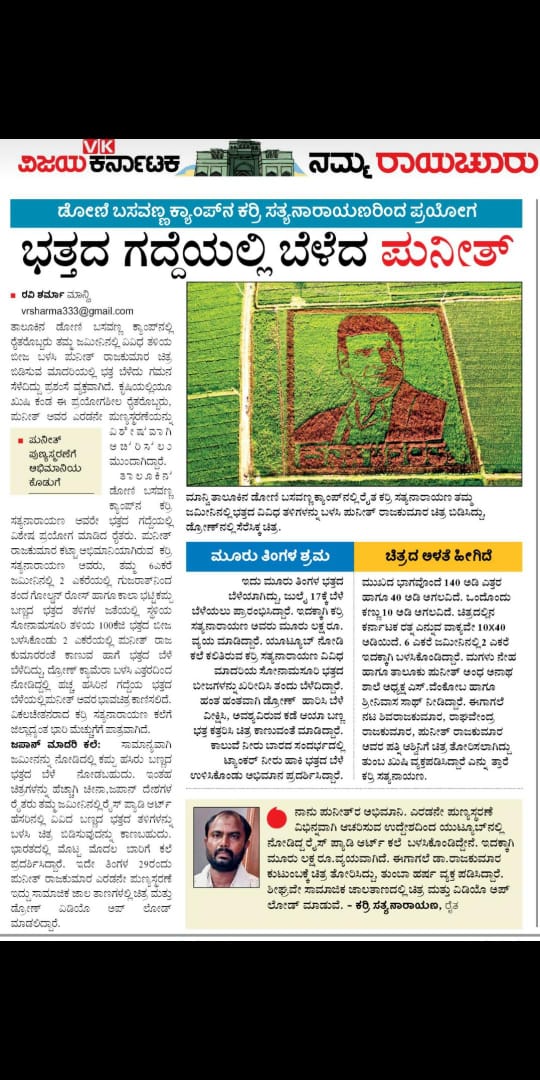 VK
ವಿಜಯ ಕರ್ನಾಟಕ
ನಮ್ಮ ರಾಯಚೂರು
ಡೋಣಿ ಬಸವಣ್ಣ ಕ್ಯಾಂಪ್‌ನ ಕರ್ರಿ ಸತ್ಯನಾರಾಯಣರಿಂದ ಪ್ರಯೋಗ
ಭತ್ತದ ಗದ್ದೆಯಲ್ಲಿ ಬೆಳೆದ ಪುನೀತ್
■ ರವಿ ಶರ್ಮಾ ಮಾನ್ವಿ
vrsharma333@gmail.com
ತಾಲೂಕಿನ ಡೋಣಿ ಬಸವಣ್ಣ ಕ್ಯಾಂಪ್‌ನಲ್ಲಿ
ರೈತರೊಬ್ಬರು ತಮ್ಮ ಜಮೀನಿನಲ್ಲಿ ವಿವಿಧ ತಳಿಯ
ಬೀಜ ಬಳಸಿ ಪುನೀತ್ ರಾಜಕುಮಾರ ಚಿತ್ರ
ಬಿಡಿಸುವ ಮಾದರಿಯಲ್ಲಿ ಭತ್ತ ಬೆಳೆದು ಗಮನ
ಸೆಳೆದಿದ್ದು ಪ್ರಶಂಸೆ ವ್ಯಕ್ತವಾಗಿದೆ. ಕೃಷಿಯಲ್ಲಿಯೂ
ಖುಷಿ ಕಂಡ ಈ ಪ್ರಯೋಗಶೀಲ ರೈತರೊಬ್ಬರು,
ಪುನೀತ್ ಅವರ ಎರಡನೇ ಪುಣ್ಯಸ್ಮರಣೆಯನ್ನು
ವಿಶೇಷವಾಗಿ
ಆಚರಿಸಲು
ಮುಂದಾಗಿದ್ದಾರೆ.
■ ಪುನೀತ್
ಪುಣ್ಯಸ್ಮರಣೆಗೆ
ಅಭಿಮಾನಿಯ
ಕೊಡುಗೆ
ತಾಲೂಕಿನ
ಡೋಣಿ ಬಸವಣ್ಣ
ಕ್ಯಾಂಪ್‌ನ ಕರ್ರಿ
ಸತ್ಯನಾರಾಯಣ ಅವರೇ ಭತ್ತದ ಗದ್ದೆಯಲ್ಲಿ
ವಿಶೇಷ ಪ್ರಯೋಗ ಮಾಡಿದ ರೈತರು. ಪುನೀತ್
ರಾಜಕುಮಾರ ಕಟ್ಟಾ ಅಭಿಮಾನಿಯಾಗಿರುವ ಕರ್ರಿ
ಸತ್ಯನಾರಾಯಣ ಅವರು, ತಮ್ಮ 6ಎಕರೆ
ಜಮೀನಿನಲ್ಲಿ 2 ಎಕರೆಯಲ್ಲಿ ಗುಜರಾತ್‌ನಿಂದ
ತಂದ ಗೋಲ್ಡನ್ ರೋಸ್ ಹಾಗೂ ಕಾಲಾ ಭಟ್ಟಿಕಮ್ಪು
ಬಣ್ಣದ ಭತ್ತದ ತಳಿಗಳ ಜತೆಯಲ್ಲಿ ಸ್ಥಳೀಯ
ಸೋನಾಮಸೂರಿ ತಳಿಯ 100ಕೆಜಿ ಭತ್ತದ ಬೀಜ
ಬಳಸಿಕೊಂಡು 2 ಎಕರೆಯಲ್ಲಿ ಪುನೀತ್ ರಾಜ
ಕುಮಾರರಂತೆ ಕಾಣುವ ಹಾಗೆ ಭತ್ತದ ಬೆಳೆ
ಬೆಳೆದಿದ್ದು, ದ್ರೋಣ್ ಕ್ಯಾಮೆರಾ ಬಳಸಿ ಎತ್ತರದಿಂದ
ನೋಡಿದ್ದಲ್ಲಿ ಹಚ್ಚ ಹಸಿರಿನ ಗದ್ದೆಯ ಭತ್ತದ
ಬೆಳೆಯಲ್ಲಿ ಪುನೀತ್ ಅವರ ಭಾವಚಿತ್ರ ಕಾಣಿಸಲಿದೆ.
ವಿಕಲಚೇತನರಾದ ಕರ್ರಿ ಸತ್ಯನಾರಾಯಣ ಕಲೆಗೆ
ಜಿಲ್ಲಾದ್ಯಂತ ಭಾರಿ ಮೆಚ್ಚುಗೆಗೆ ಪಾತ್ರವಾಗಿದೆ.
ಜಪಾನ್ ಮಾದರಿ ಕಲೆ: ಸಾಮಾನ್ಯವಾಗಿ
ಜಮೀನನ್ನು ನೋಡಿದಲ್ಲಿ ಕಮ್ಪು ಹಸಿರು ಬಣ್ಣದ
ಭತ್ತದ ಬೆಳೆ ನೋಡಬಹುದು. ಇಂತಹ
ಚಿತ್ರಗಳನ್ನು ಹೆಚ್ಚಾಗಿ ಚೀನಾ,ಜಪಾನ್ ದೇಶಗಳ
ರೈತರು ತಮ್ಮ ಜಮೀನಿನಲ್ಲಿ ರೈಸ್ ಪ್ಯಾಡಿ ಆರ್ಟ್
ಹೆಸರಿನಲ್ಲಿ ವಿವಿಧ ಬಣ್ಣದ ಭತ್ತದ ತಳಿಗಳನ್ನು
ಬಳಸಿ ಚಿತ್ರ ಬಿಡಿಸುವುದನ್ನು ಕಾಣಬಹುದು.
ಭಾರತದಲ್ಲಿ ಮೊಟ್ಟ ಮೊದಲ ಬಾರಿಗೆ ಕಲೆ
ಪ್ರದರ್ಶಿಸಿದ್ದಾರೆ. ಇದೇ ತಿಂಗಳ 29ರಂದು
ಪುನೀತ್ ರಾಜಕುಮಾರ ಎರಡನೇ ಪುಣ್ಯಸ್ಮರಣೆ
ಇದ್ದು ಸಾಮಾಜಿಕ ಜಾಲ ತಾಣಗಳಲ್ಲಿ ಚಿತ್ರ ಮತ್ತು
ಡ್ರೋಣ್ ವಿಡಿಯೊ ಅಪ್ ಲೋಡ್
ಮಾಡಲಿದ್ದಾರೆ.
ಮಾನ್ವಿ ತಾಲೂಕಿನ ಡೋಣಿ ಬಸವಣ್ಣ ಕ್ಯಾಂಪ್‌ನಲ್ಲಿ ರೈತ ಕರ್ರಿ ಸತ್ಯನಾರಾಯಣ ತಮ್ಮ
ಜಮೀನಿನಲ್ಲಿ ಭತ್ತದ ವಿವಿಧ ತಳಿಗಳನ್ನು ಬಳಸಿ ಪುನೀತ್ ರಾಜಕುಮಾರ ಚಿತ್ರ ಬಿಡಿಸಿದ್ದು,
ಡ್ರೋಣ್‌ನಲ್ಲಿ ಸೆರೆಸಿಕ್ಕ ಚಿತ್ರ.
ಮೂರು ತಿಂಗಳ ಶ್ರಮ
ಇದು ಮೂರು ತಿಂಗಳ ಭತ್ತದ
ಬೆಳೆಯಾಗಿದ್ದು, ಜುಲೈ 17ಕ್ಕೆ ಬೆಳೆ
ಬೆಳೆಯಲು ಪ್ರಾರಂಭಿಸಿದ್ದಾರೆ. ಇದಕ್ಕಾಗಿ ಕರ್ರಿ
ಸತ್ಯನಾರಾಯಣ ಅವರು ಮೂರು ಲಕ್ಷ ರೂ.
ವ್ಯಯ ಮಾಡಿದ್ದಾರೆ. ಯೂಟ್ಯೂಬ್ ನೋಡಿ
ಕಲೆ ಕಲಿತಿರುವ ಕರ್ರಿ ಸತ್ಯನಾರಾಯಣ ವಿವಿಧ
ಮಾದರಿಯ ಸೋನಾಮಸೂರಿ ಭತ್ತದ
ಬೀಜಗಳನ್ನು ಖರೀದಿಸಿ ತಂದು ಬೆಳೆದಿದ್ದಾರೆ.
ಹಂತ ಹಂತವಾಗಿ ಡ್ರೋಣ್ ಹಾರಿಸಿ ಬೆಳೆ
ವೀಕ್ಷಿಸಿ, ಅವಶ್ಯವಿರುವ ಕಡೆ ಆಯಾ ಬಣ್ಣ
ಭತ್ತ ಕತ್ತರಿಸಿ ಚಿತ್ರ ಕಾಣುವಂತೆ ಮಾಡಿದ್ದಾರೆ.
ಕಾಲುವೆ ನೀರು ಬಾರದ ಸಂದರ್ಭದಲ್ಲಿ
ಟ್ಯಾಂಕರ್ ನೀರು ಹಾಕಿ ಭತ್ತದ ಬೆಳೆ
ಉಳಿಸಿಕೊಂಡು ಅಭಿಮಾನ ಪ್ರದರ್ಶಿಸಿದ್ದಾರೆ.
ಚಿತ್ರದ ಅಳತೆ ಹೀಗಿದೆ
ಮುಖದ ಭಾಗವೊಂದೆ 140 ಅಡಿ ಎತ್ತರ
ಹಾಗೂ 40 ಅಡಿ ಅಗಲವಿದೆ. ಒಂದೊಂದು
ಕಣ್ಣು 10 ಅಡಿ ಅಗಲವಿದೆ. ಚಿತ್ರದಲ್ಲಿನ
ಕರ್ನಾಟಕ ರತ್ನ ಎನ್ನುವ ವಾಕ್ಯವೇ 10X40
ಅಡಿಯಿದೆ. 6 ಎಕರೆ ಜಮೀನಿನಲ್ಲಿ 2 ಎಕರೆ
ಇದಕ್ಕಾಗಿ ಬಳಸಿಕೊಂಡಿದ್ದಾರೆ. ಮಗಳು ನೇಹ
ಹಾಗೂ ತಾಲೂಕು ಪುನೀತ್ ಅಂಧ ಅನಾಥ
ಶಾಲೆ ಅಧ್ಯಕ್ಷ ಎಸ್.ವೆಂಕೋಬ ಹಾಗೂ
ಶ್ರೀನಿವಾಸ ಸಾಥ್ ನೀಡಿದ್ದಾರೆ. ಈಗಾಗಲೆ
ನಟ ಶಿವರಾಜಕುಮಾರ, ರಾಘವೇಂದ್ರ
ರಾಜಕುಮಾರ, ಪುನೀತ್ ರಾಜಕುಮಾರ
ಅವರ ಪತ್ನಿ ಅಶ್ವಿನಿಗೆ ಚಿತ್ರ ತೋರಿಸಲಾಗಿದ್ದು
ತುಂಬ ಖುಷಿ ವ್ಯಕ್ತಪಡಿಸಿದ್ದಾರೆ ಎನ್ನು ತ್ತಾರೆ
ಕರ್ರಿ ಸತ್ಯನಾಯಣ.
ನಾನು ಪುನೀತ್‌ರ ಅಭಿಮಾನಿ. ಎರಡನೇ ಪುಣ್ಯಸ್ಮರಣೆ
ವಿಭಿನ್ನವಾಗಿ ಆಚರಿಸುವ ಉದ್ದೇಶದಿಂದ ಯುಟ್ಯೂಬ್‌ನಲ್ಲಿ
ನೋಡಿದ ರೈಸ್ ಪ್ಯಾಡಿ ಆರ್ಟ್ ಕಲೆ ಬಳಸಿಕೊಂಡಿದ್ದೇನೆ. ಇದಕ್ಕಾಗಿ
ಮೂರು ಲಕ್ಷ ರೂ.ವ್ಯಯವಾಗಿದೆ. ಈಗಾಗಲೆ ಡಾ.ರಾಜಕುಮಾರ
ಕುಟುಂಬಕ್ಕೆ ಚಿತ್ರ ತೋರಿಸಿದ್ದು, ತುಂಬಾ ಹರ್ಷ ವ್ಯಕ್ತ ಪಡಿಸಿದ್ದಾರೆ.
ಶೀಘ್ರವೇ ಸಾಮಾಜಿಕ ಜಾಲತಾಣದಲ್ಲಿ ಚಿತ್ರ ಮತ್ತು ವಿಡಿಯೊ ಅಪ್
ಲೋಡ್ ಮಾಡುವೆ. – ಕರ್ರಿ ಸತ್ಯನಾರಾಯಣ, ರೈತ